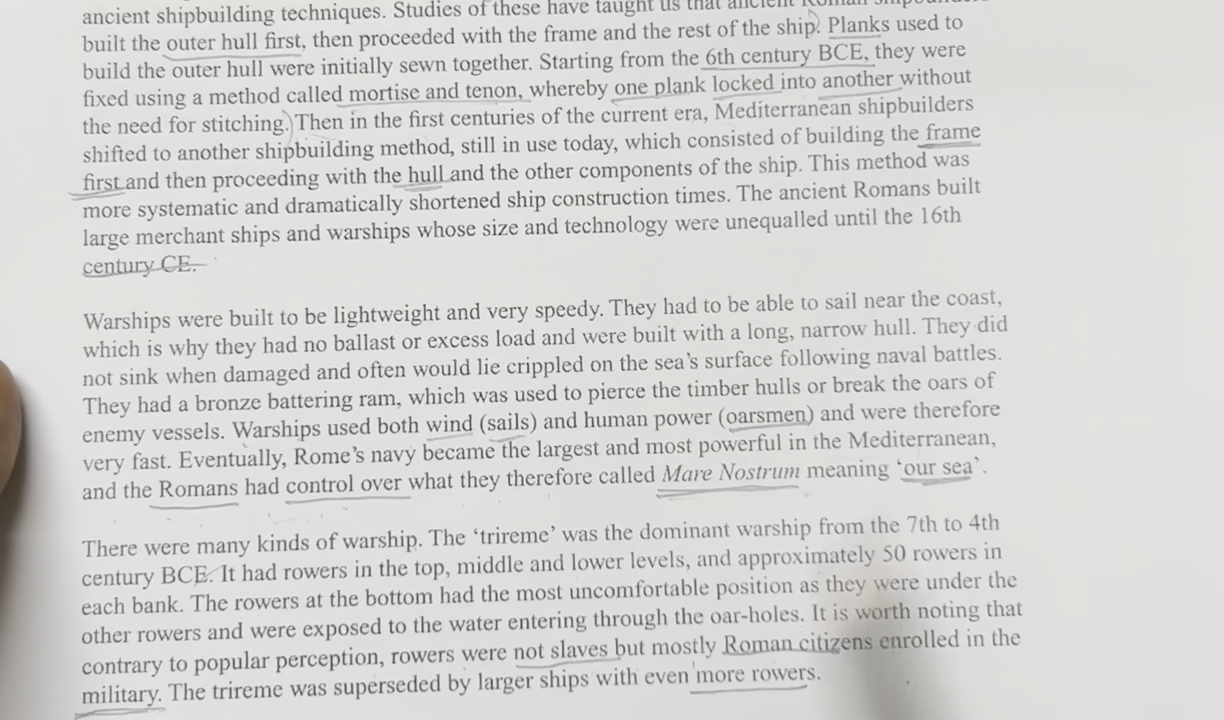 ancient shipbuilding techniques. Studies of these have taught us that ancient Roman
built the outer hull first, then proceeded with the frame and the rest of the ship. Planks used to
build the outer hull were initially sewn together. Starting from the 6th century BCE, they were
fixed using a method called mortise and tenon, whereby one plank locked into another without
the need for stitching. Then in the first centuries of the current era, Mediterranean shipbuilders
shifted to another shipbuilding method, still in use today, which consisted of building the frame
first and then proceeding with the hull and the other components of the ship. This method was
more systematic and dramatically shortened ship construction times. The ancient Romans built
large merchant ships and warships whose size and technology were unequalled until the 16th
century CE.
Warships were built to be lightweight and very speedy. They had to be able to sail near the coast,
which is why they had no ballast or excess load and were built with a long, narrow hull. They did
not sink when damaged and often would lie crippled on the sea's surface following naval battles.
They had a bronze battering ram, which was used to pierce the timber hulls or break the oars of
enemy vessels. Warships used both wind (sails) and human power (oarsmen) and were therefore
very fast. Eventually, Rome's navy became the largest and most powerful in the Mediterranean,
and the Romans had control over what they therefore called Mare Nostrum meaning ‘our sea’.
There were many kinds of warship. The ‘trireme’ was the dominant warship from the 7th to 4th
century BCE. It had rowers in the top, middle and lower levels, and approximately 50 rowers in
each bank. The rowers at the bottom had the most uncomfortable position as they were under the
other rowers and were exposed to the water entering through the oar-holes. It is worth noting that
contrary to popular perception, rowers were not slaves but mostly Roman citizens enrolled in the
military. The trireme was superseded by larger ships with even more rowers.